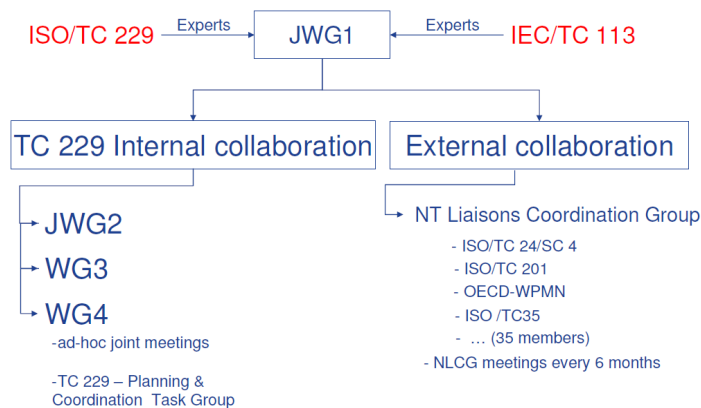 ISO/TC 229
Experts
JWG1
Experts
IEC/TC 113
TC 229 Internal collaboration
External collaboration
JWG2
WG3
WG4
-ad-hoc joint meetings
-TC 229 – Planning &
Coordination Task Group
NT Liaisons Coordination Group
- ISO/TC 24/SC 4
- ISO/TC 201
- OECD-WPMN
- ISO /TC35
- … (35 members)
- NLCG meetings every 6 months